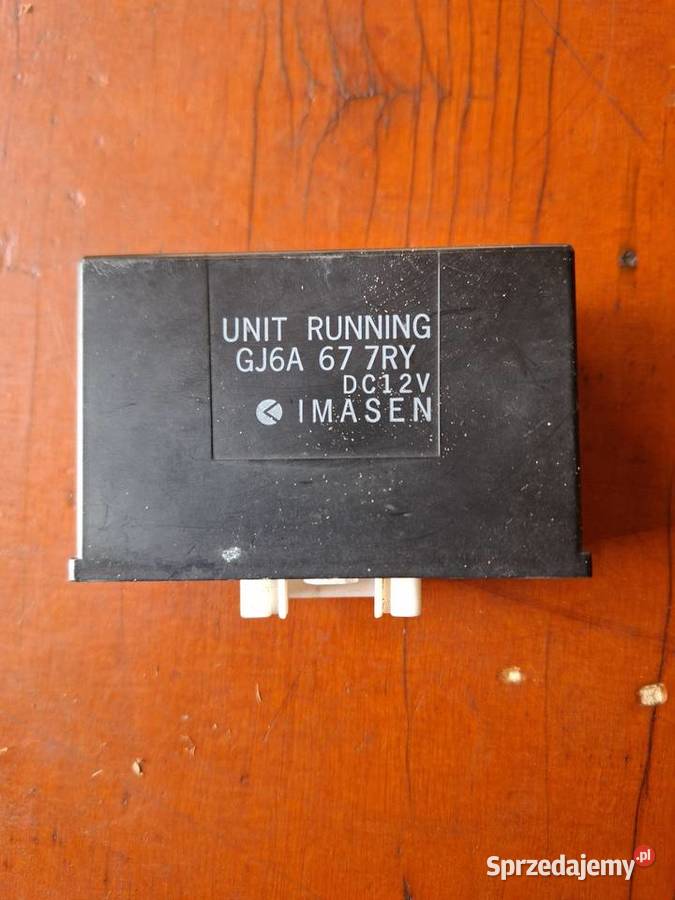 UNIT RUNNING
GJ6A 67 7RY
DC12V
IMASEN
Sprzedajemy.pl